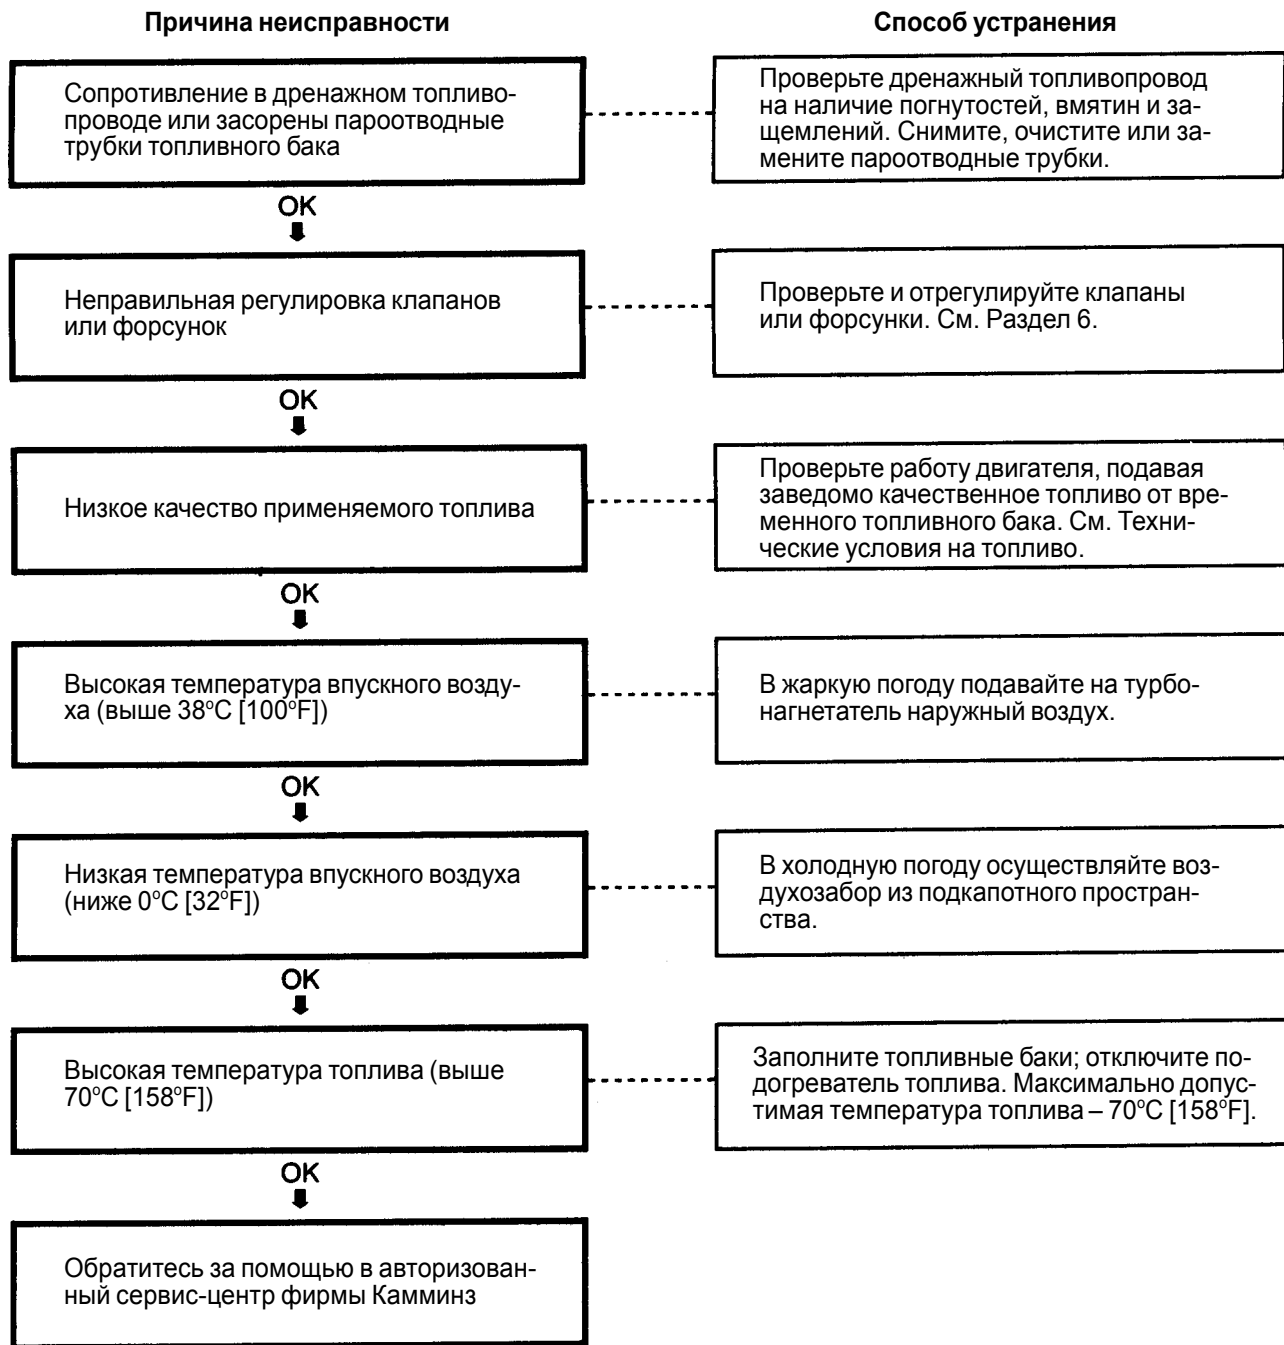 Причина неисправности
Способ устранения
Сопротивление в дренажном топливо-
проводе или засорены пароотводные
трубки топливного бака
Проверьте дренажный топливопровод
на наличие погнутостей, вмятин и за-
щемлений. Снимите, очистите или за-
мените пароотводные трубки.
OK
Неправильная регулировка клапанов
или форсунок
Проверьте и отрегулируйте клапаны
или форсунки. См. Раздел 6.
OK
Низкое качество применяемого топлива
Проверьте работу двигателя, подавая
заведомо качественное топливо от вре-
менного топливного бака. См. Техни-
ческие условия на топливо.
OK
Высокая температура впускного возду-
ха (выше 38°C [100°F])
В жаркую погоду подавайте на турбо-
нагнетатель наружный воздух.
OK
Низкая температура впускного воздуха
(ниже 0°C [32°F])
В холодную погоду осуществляйте воз-
духозабор из подкапотного простран-
ства.
OK
Высокая температура топлива (выше
70°C [158°F])
Заполните топливные баки; отключите по-
догреватель топлива. Максимально допус-
тимая температура топлива – 70°C [158°F].
OK
Обратитесь за помощью в авторизован-
ный сервис-центр фирмы Камминз